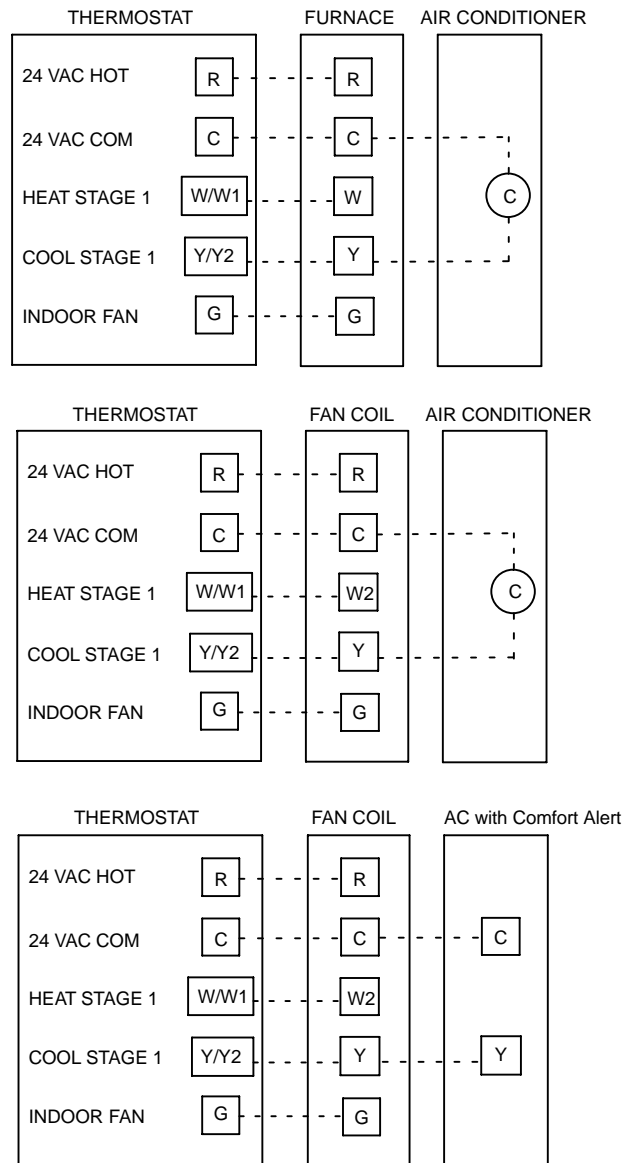 THERMOSTAT FURNACE AIR CONDITIONER
24 VAC HOT R R
24 VAC COM C C
HEAT STAGE 1 W/W1 W C
COOL STAGE 1 Y/Y2 Y
INDOOR FAN G G
THERMOSTAT FAN COIL AIR CONDITIONER
24 VAC HOT R R
24 VAC COM C C
HEAT STAGE 1 W/W1 W2 C
COOL STAGE 1 Y/Y2 Y
INDOOR FAN G G
THERMOSTAT FAN COIL AC with Comfort Alert
24 VAC HOT R R
24 VAC COM C C C
HEAT STAGE 1 W/W1 W2
COOL STAGE 1 Y/Y2 Y Y
INDOOR FAN G G